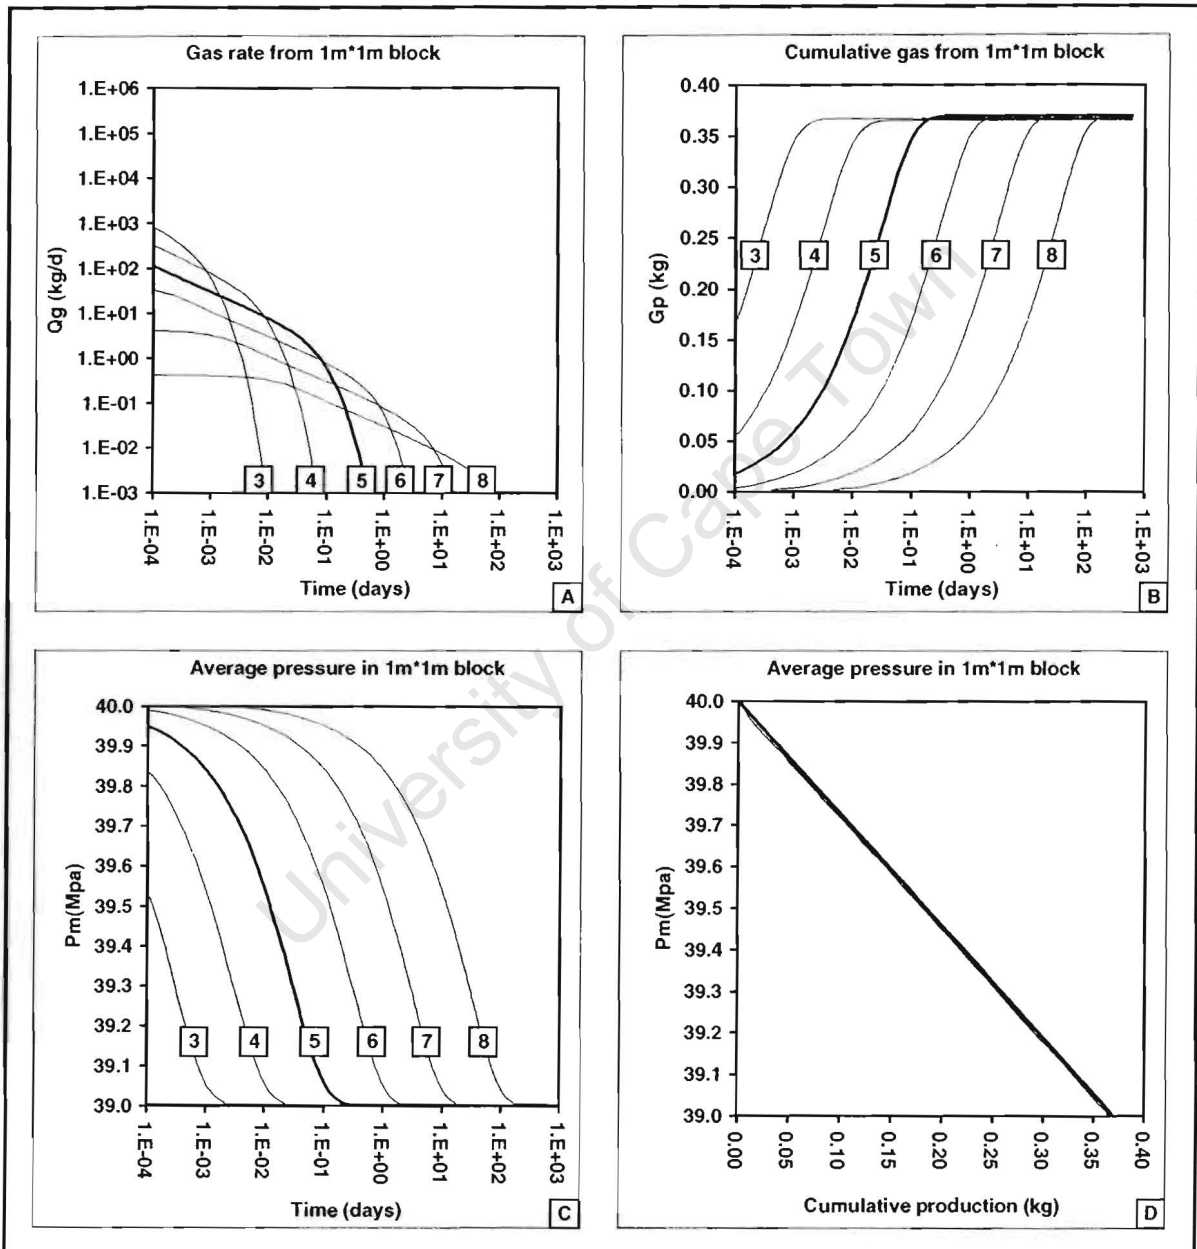 Gas rate from 1m*1m block
1.E+06
1.E+05
1.E+04
1.E+03
1.E+02
1.E+01
1.E+00
1.E-01
1.E-02
1.E-03
Qg (kg/d)
3 4 5 6 7 8
1.E-04 1.E-03 1.E-02 1.E-01 1.E+00 1.E+01 1.E+02 1.E+03
Time (days)
A
Cumulative gas from 1m*1m block
0.40
0.35
0.30
0.25
0.20
0.15
0.10
0.05
0.00
Gp (kg)
3 4 5 6 7 8
1.E-04 1.E-03 1.E-02 1.E-01 1.E+00 1.E+01 1.E+02 1.E+03
Time (days)
B
Average pressure in 1m*1m block
40.0
39.9
39.8
39.7
39.6
39.5
39.4
39.3
39.2
39.1
39.0
Pm(Mpa)
3 4 5 6 7 8
1.E-04 1.E-03 1.E-02 1.E-01 1.E+00 1.E+01 1.E+02 1.E+03
Time (days)
C
Average pressure in 1m*1m block
40.0
39.9
39.8
39.7
39.6
39.5
39.4
39.3
39.2
39.1
39.0
Pm(Mpa)
0.00 0.05 0.10 0.15 0.20 0.25 0.30 0.35 0.40
Cumulative production (kg)
D
University of Cape Town